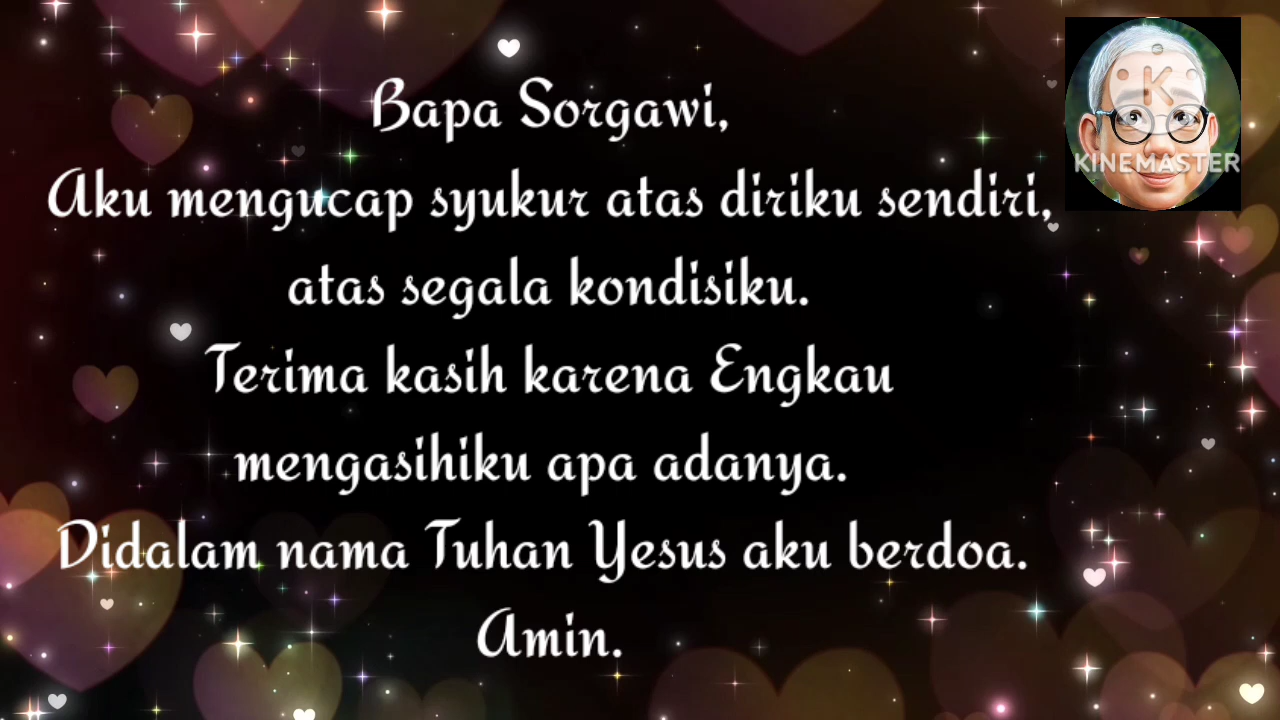 Bapa Sorgawi,
Aku mengucap syukur atas diriku sendiri,
atas segala kondisiku.
Terima kasih karena Engkau
mengasihiku apa adanya.
Didalam nama Tuhan Yesus aku berdoa.
Amin.
K
KINEMASTER